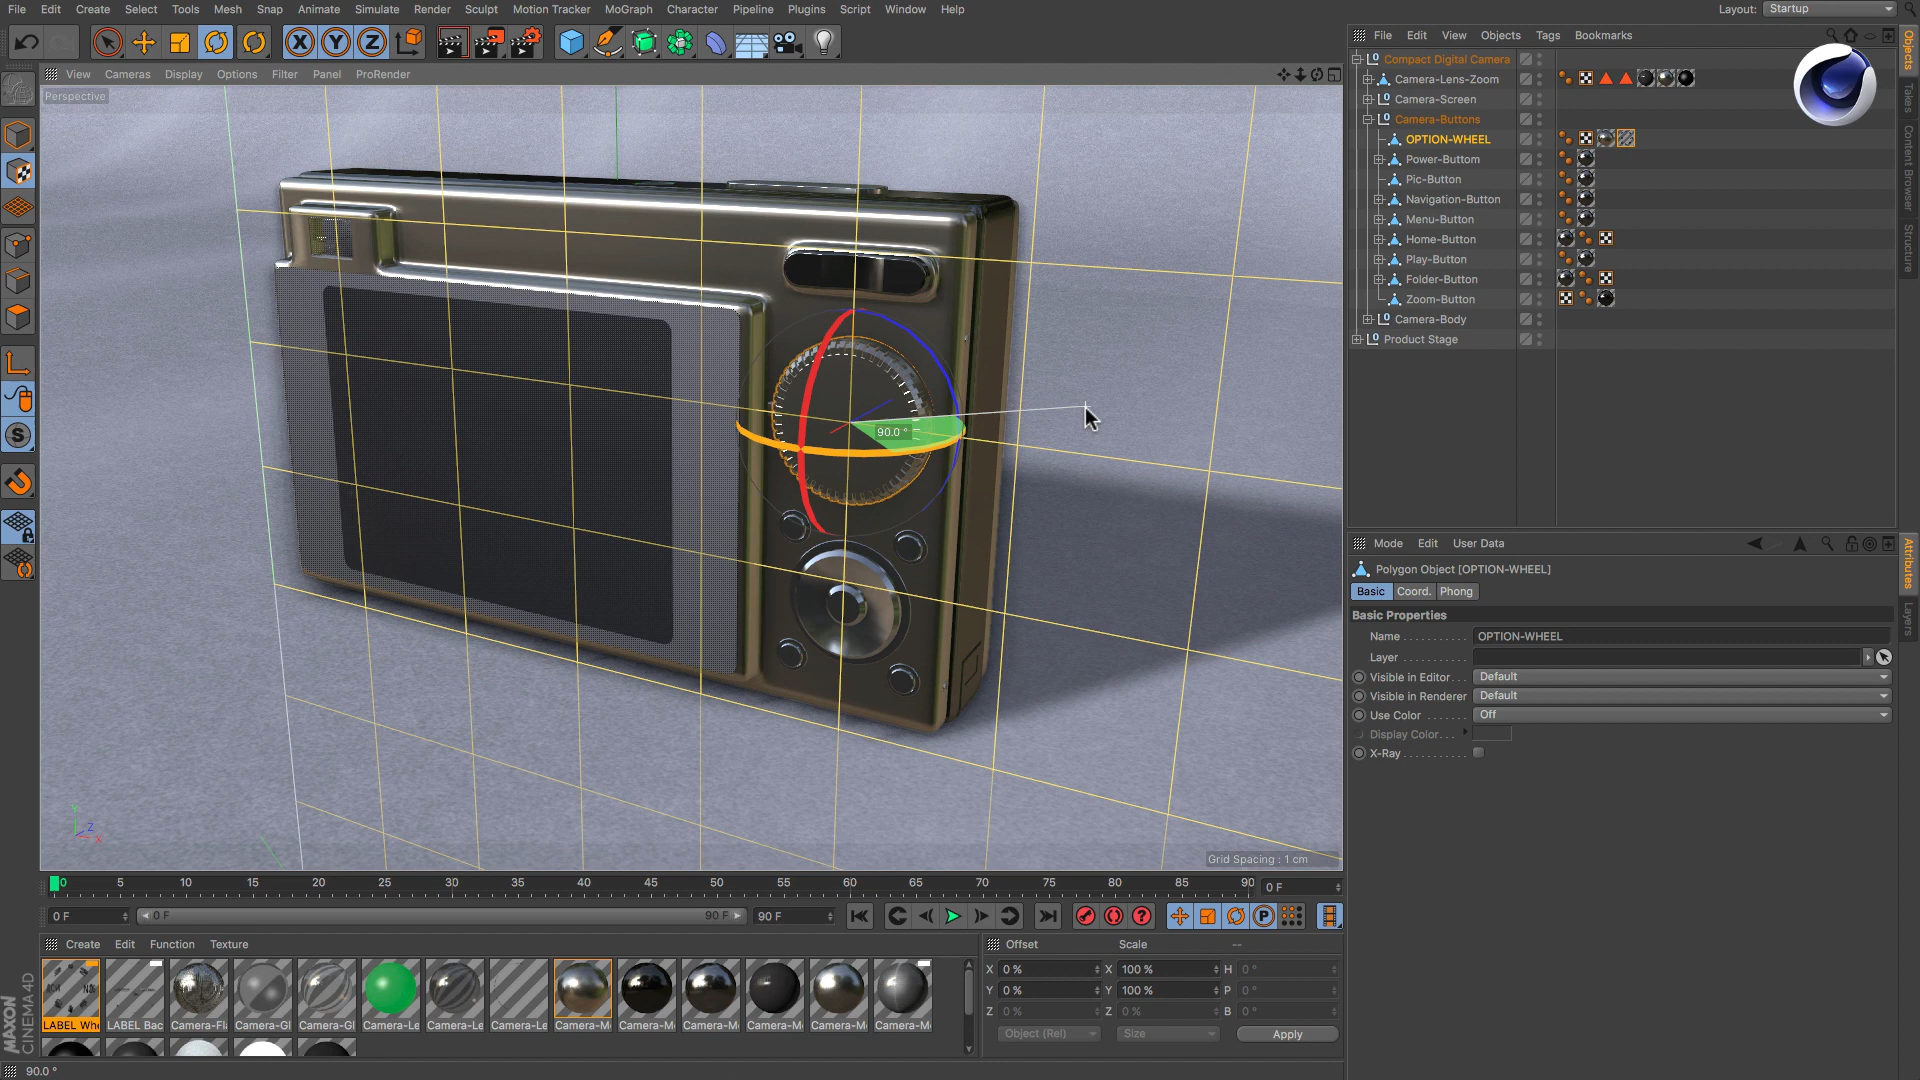 File Edit Create Select Tools Mesh Snap Animate Simulate Render Sculpt Motion Tracker MoGraph Character Pipeline Plugins Script Window Help
Layout: Startup
X Y Z
View Cameras Display Options Filter Panel ProRender
Perspective
90.0 °
Grid Spacing : 1 cm
Y
Z
X
File Edit View Objects Tags Bookmarks
Compact Digital Camera
Camera-Lens-Zoom
Camera-Screen
Camera-Buttons
OPTION-WHEEL
Power-Buttom
Pic-Button
Navigation-Button
Menu-Button
Home-Button
Play-Button
Folder-Button
Zoom-Button
Camera-Body
Product Stage
Objects
Takes
Content Browser
Structure
Mode Edit User Data
Polygon Object [OPTION-WHEEL]
Basic Coord. Phong
Basic Properties
Name OPTION-WHEEL
Layer
Visible in Editor Default
Visible in Renderer Default
Use Color Off
Display Color
X-Ray
Attributes
Layers
0 5 10 15 20 25 30 35 40 45 50 55 60 65 70 75 80 85 90
0 F
0 F 0 F 90 F 90 F
Create Edit Function Texture
LABEL Whe LABEL Bac Camera-Fl Camera-Gl Camera-Gl Camera-Le Camera-Le Camera-Le Camera-M Camera-M Camera-M Camera-M Camera-M Camera-M
Offset Scale --
X 0 % X 100 % H 0 °
Y 0 % Y 100 % P 0 °
Z 0 % Z 0 % B 0 °
Object (Rel) Size Apply
MAXON
CINEMA4D
90.0 °